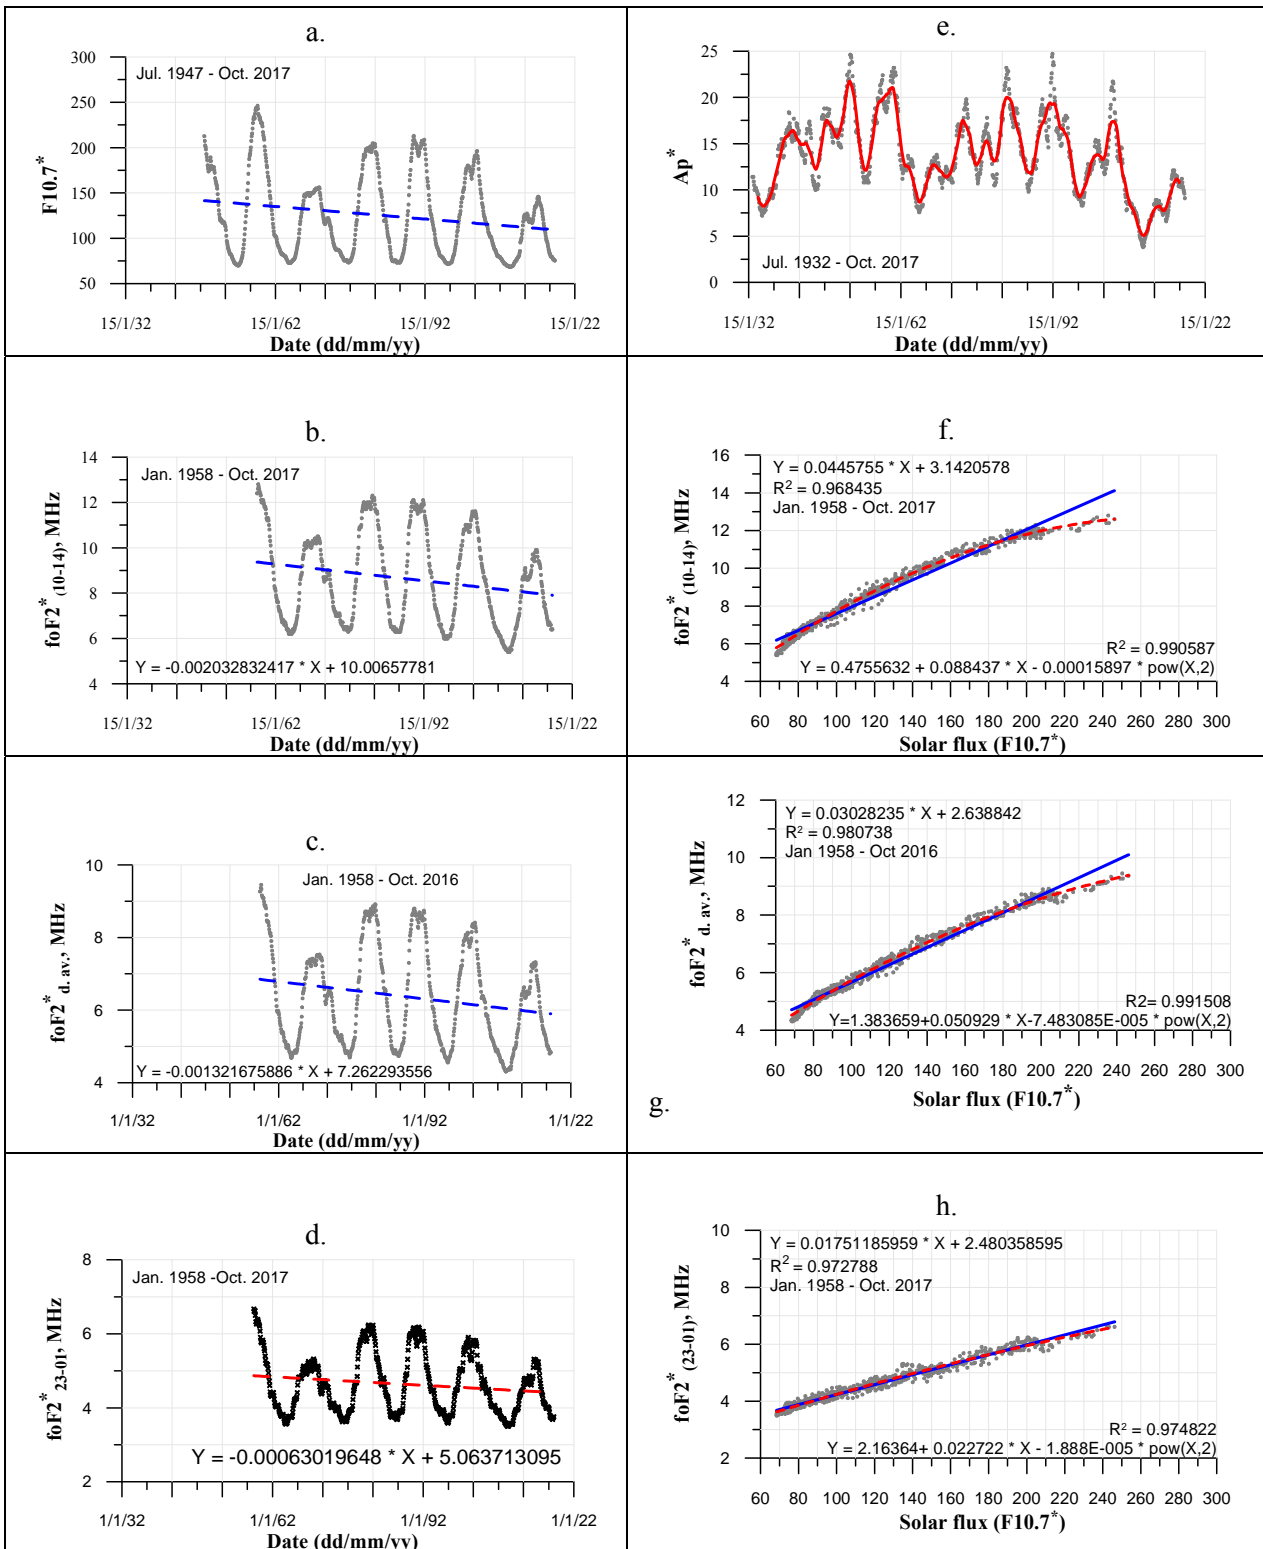 a.
Jul. 1947 - Oct. 2017
F10.7*
300
250
200
150
100
50
15/1/32 15/1/62 15/1/92 15/1/22
Date (dd/mm/yy)
e.
Ap*
25
20
15
10
5
0
Jul. 1932 - Oct. 2017
15/1/32 15/1/62 15/1/92 15/1/22
Date (dd/mm/yy)
b.
Jan. 1958 - Oct. 2017
foF2* (10-14), MHz
14
12
10
8
6
4
Y = -0.002032832417 * X + 10.00657781
15/1/32 15/1/62 15/1/92 15/1/22
Date (dd/mm/yy)
f.
Y = 0.0445755 * X + 3.1420578
R² = 0.968435
Jan. 1958 - Oct. 2017
foF2* (10-14), MHz
16
14
12
10
8
6
4
R² = 0.990587
Y = 0.4755632 + 0.088437 * X - 0.00015897 * pow(X,2)
60 80 100 120 140 160 180 200 220 240 260 280 300
Solar flux (F10.7*)
c.
Jan. 1958 - Oct. 2016
foF2* d. av., MHz
10
8
6
4
Y = -0.001321675886 * X + 7.262293556
1/1/32 1/1/62 1/1/92 1/1/22
Date (dd/mm/yy)
g.
Y = 0.03028235 * X + 2.638842
R² = 0.980738
Jan 1958 - Oct 2016
foF2* d. av., MHz
12
10
8
6
4
R2= 0.991508
Y=1.383659+0.050929 * X-7.483085E-005 * pow(X,2)
60 80 100 120 140 160 180 200 220 240 260 280 300
Solar flux (F10.7*)
d.
Jan. 1958 -Oct. 2017
foF2* 23-01, MHz
8
6
4
2
Y = -0.00063019648 * X + 5.063713095
1/1/32 1/1/62 1/1/92 1/1/22
Date (dd/mm/yy)
h.
Y = 0.01751185959 * X + 2.480358595
R² = 0.972788
Jan. 1958 - Oct. 2017
foF2* (23-01), MHz
10
8
6
4
2
R² = 0.974822
Y = 2.16364+ 0.022722 * X - 1.888E-005 * pow(X,2)
60 80 100 120 140 160 180 200 220 240 260 280 300
Solar flux (F10.7*)